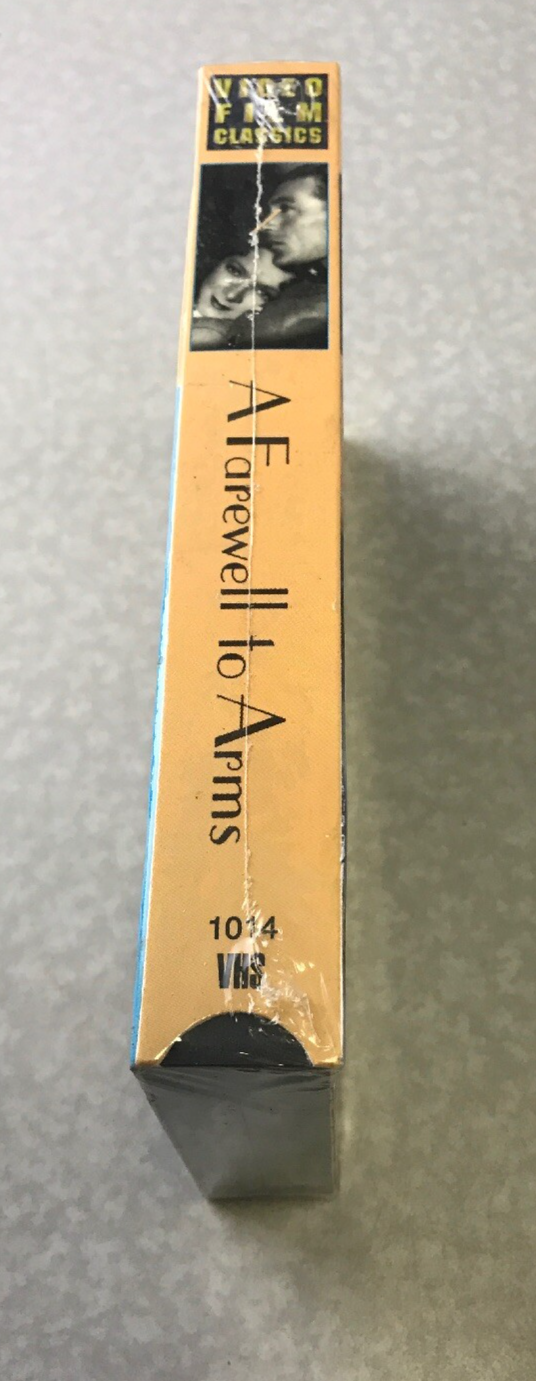 VIDEO
FILM
CLASSICS
A Farewell to Arms
1014
VHS